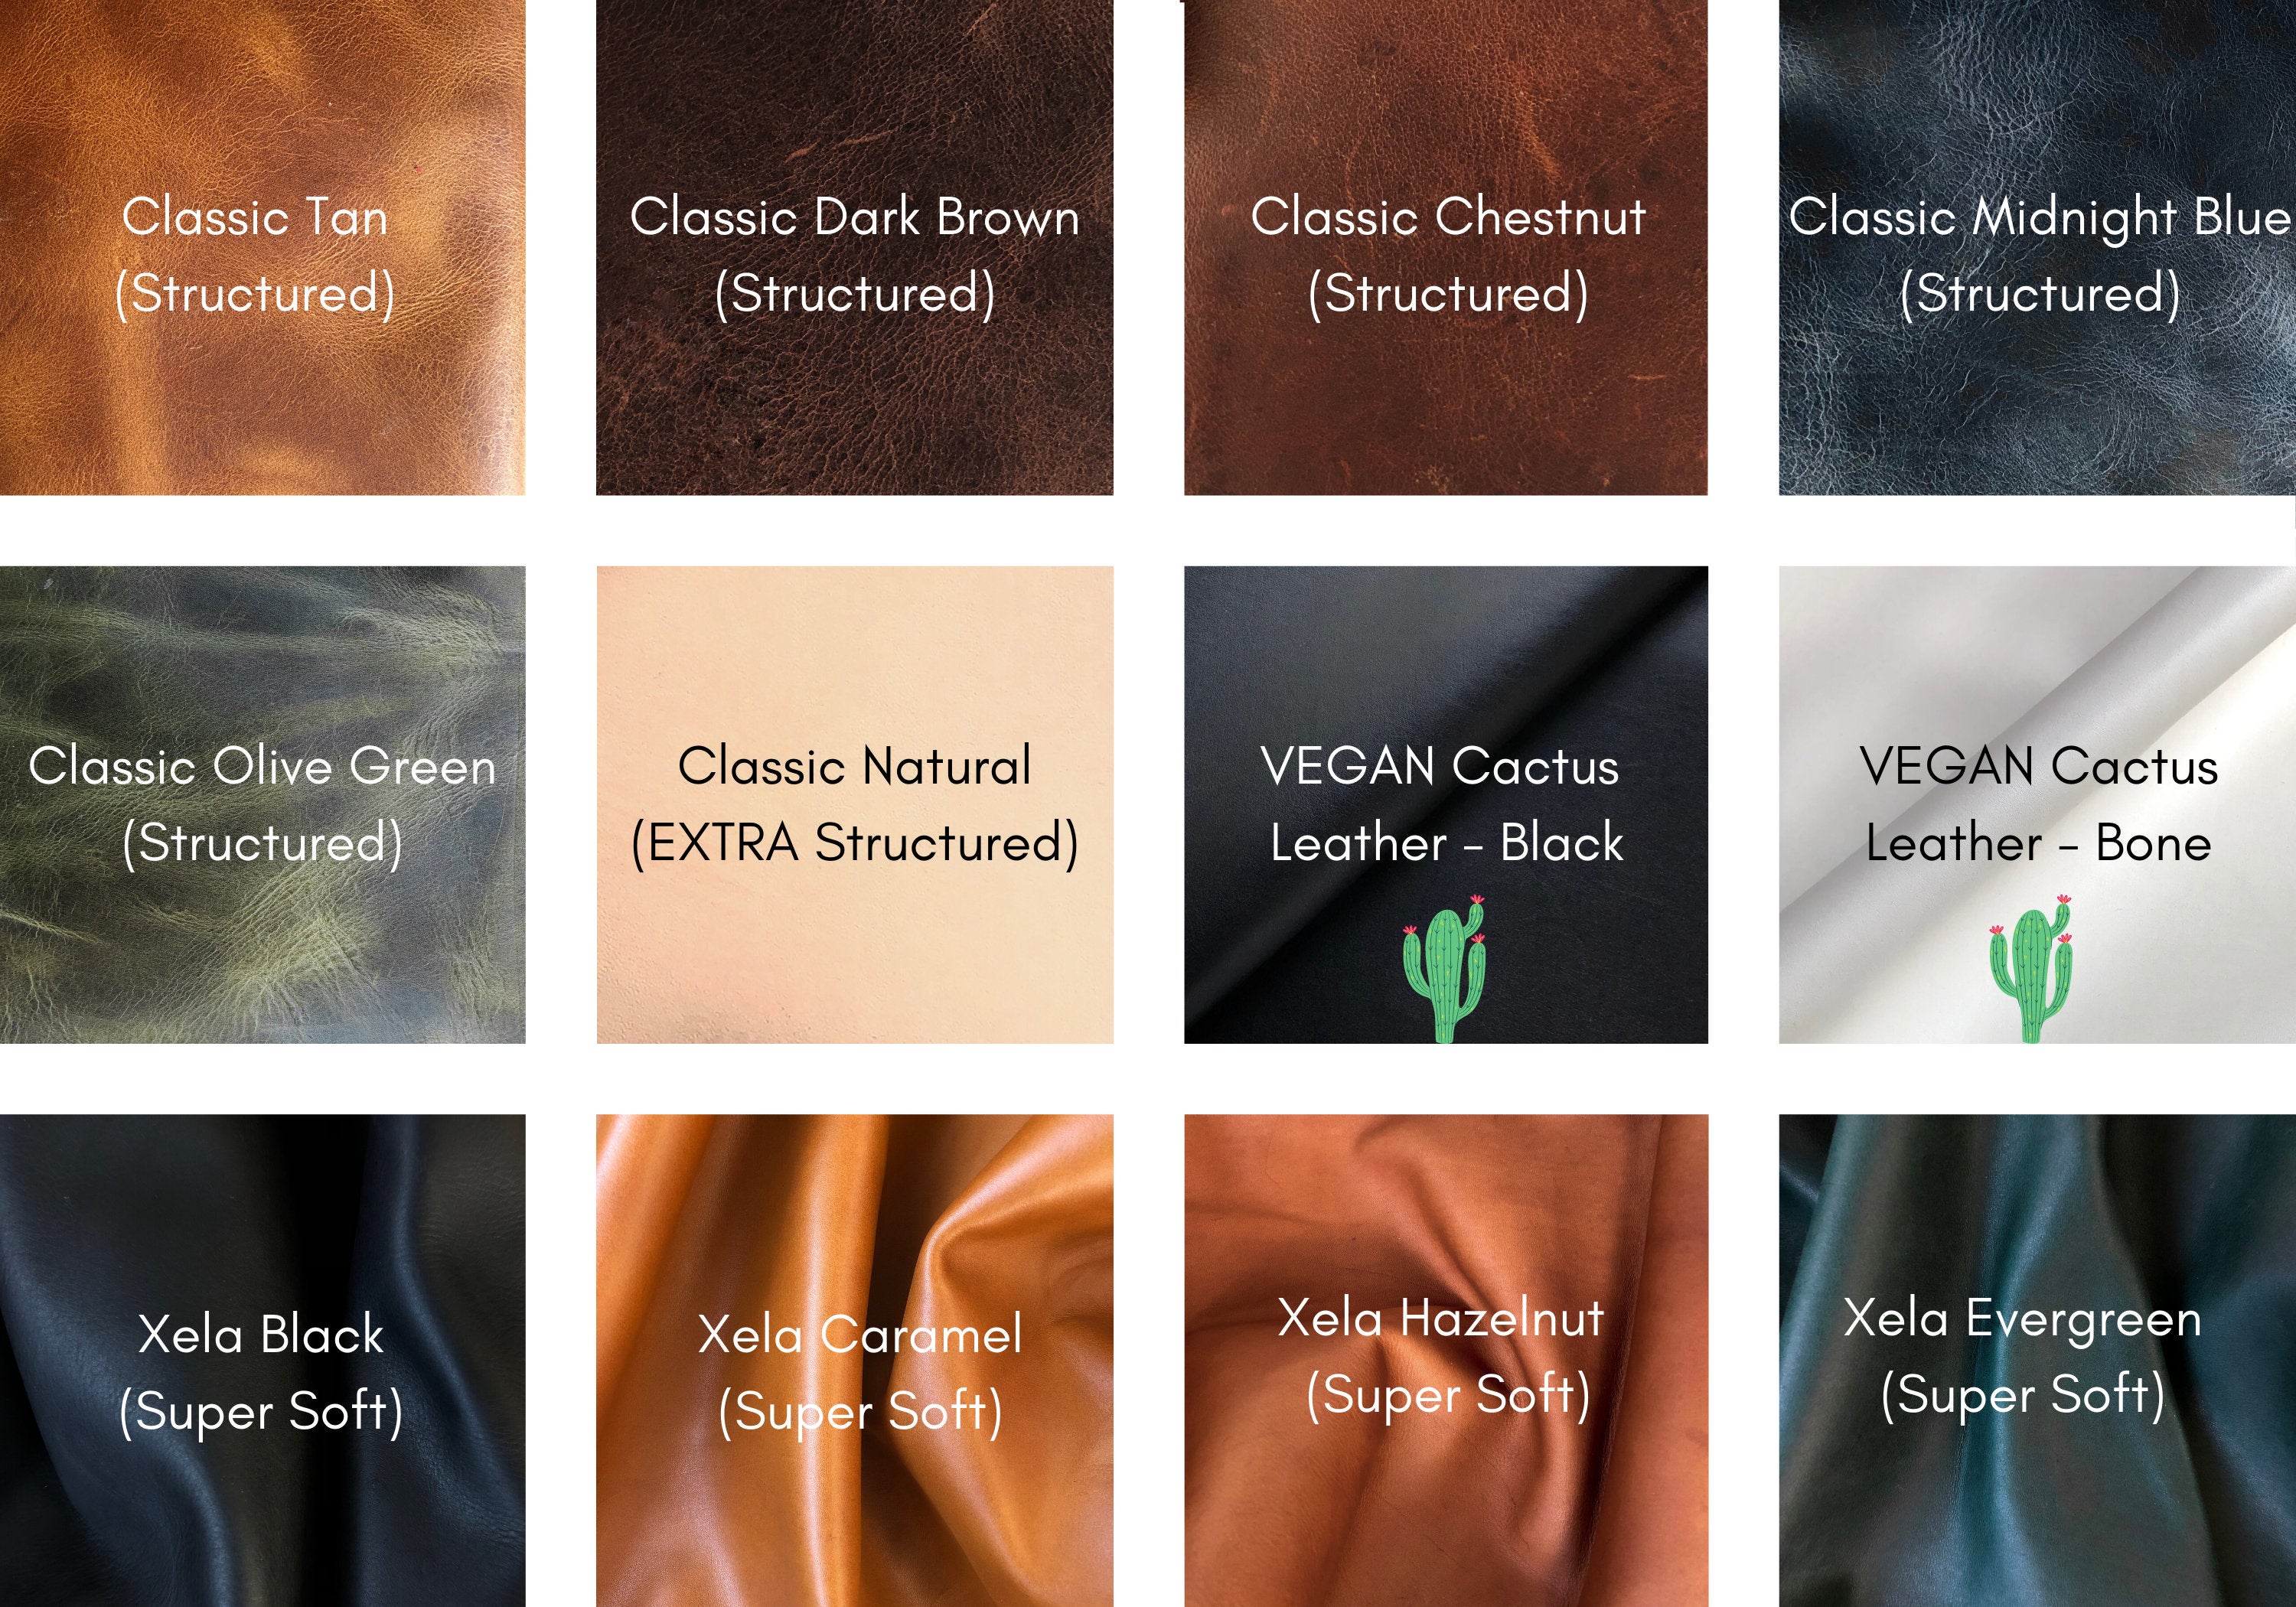 Classic Tan
(Structured)
Classic Dark Brown
(Structured)
Classic Chestnut
(Structured)
Classic Midnight Blue
(Structured)
Classic Olive Green
(Structured)
Classic Natural
(EXTRA Structured)
VEGAN Cactus
Leather - Black
VEGAN Cactus
Leather - Bone
Xela Black
(Super Soft)
Xela Caramel
(Super Soft)
Xela Hazelnut
(Super Soft)
Xela Evergreen
(Super Soft)